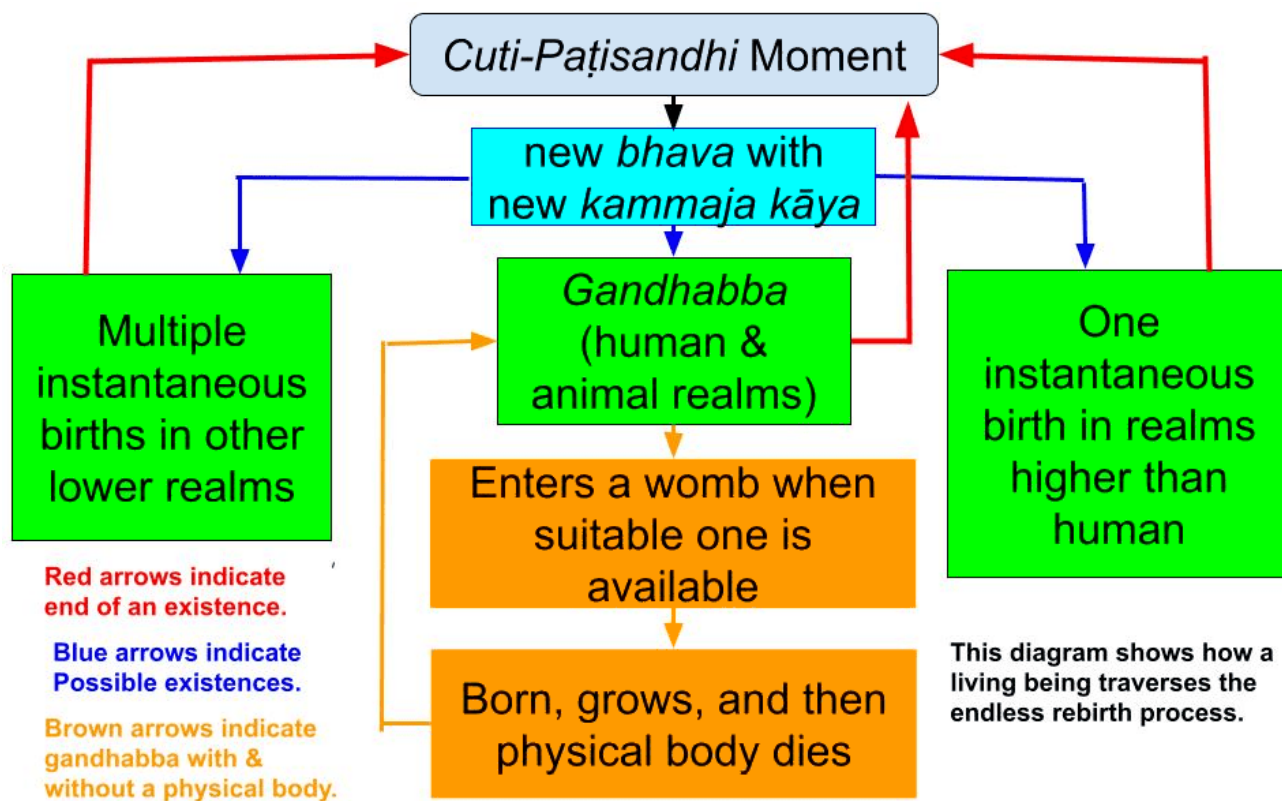 Cuti-Paṭisandhi Moment
new bhava with
new kammaja kāya
Multiple
instantaneous
births in other
lower realms
Gandhabba
(human &
animal realms)
One
instantaneous
birth in realms
higher than
human
Enters a womb when
suitable one is
available
Born, grows, and then
physical body dies
Red arrows indicate
end of an existence.
Blue arrows indicate
Possible existences.
Brown arrows indicate
gandhabba with &
without a physical body.
This diagram shows how a
living being traverses the
endless rebirth process.